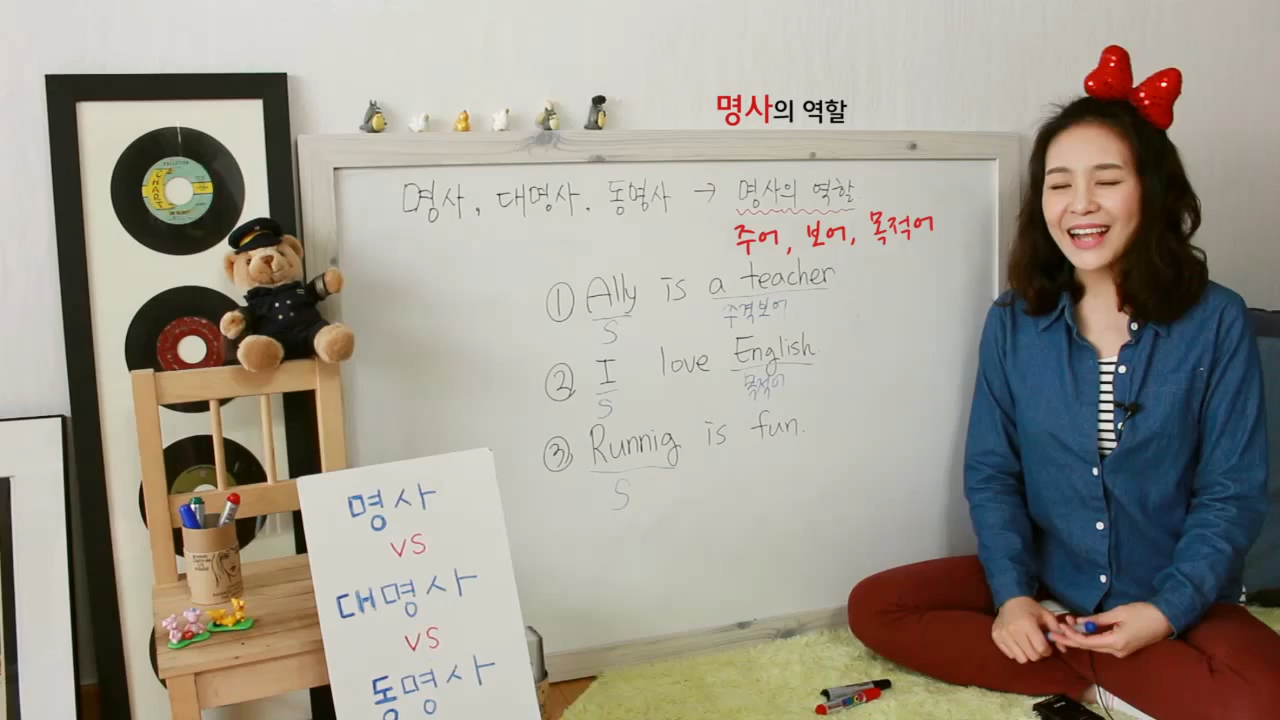 명사의 역할
명사, 대명사, 동명사 → 명사의 역할
주어, 보어, 목적어
① Ally is a teacher
S 주격보어
② I love English.
S 목적어
③ Runnig is fun.
S
명사
vs
대명사
vs
동명사